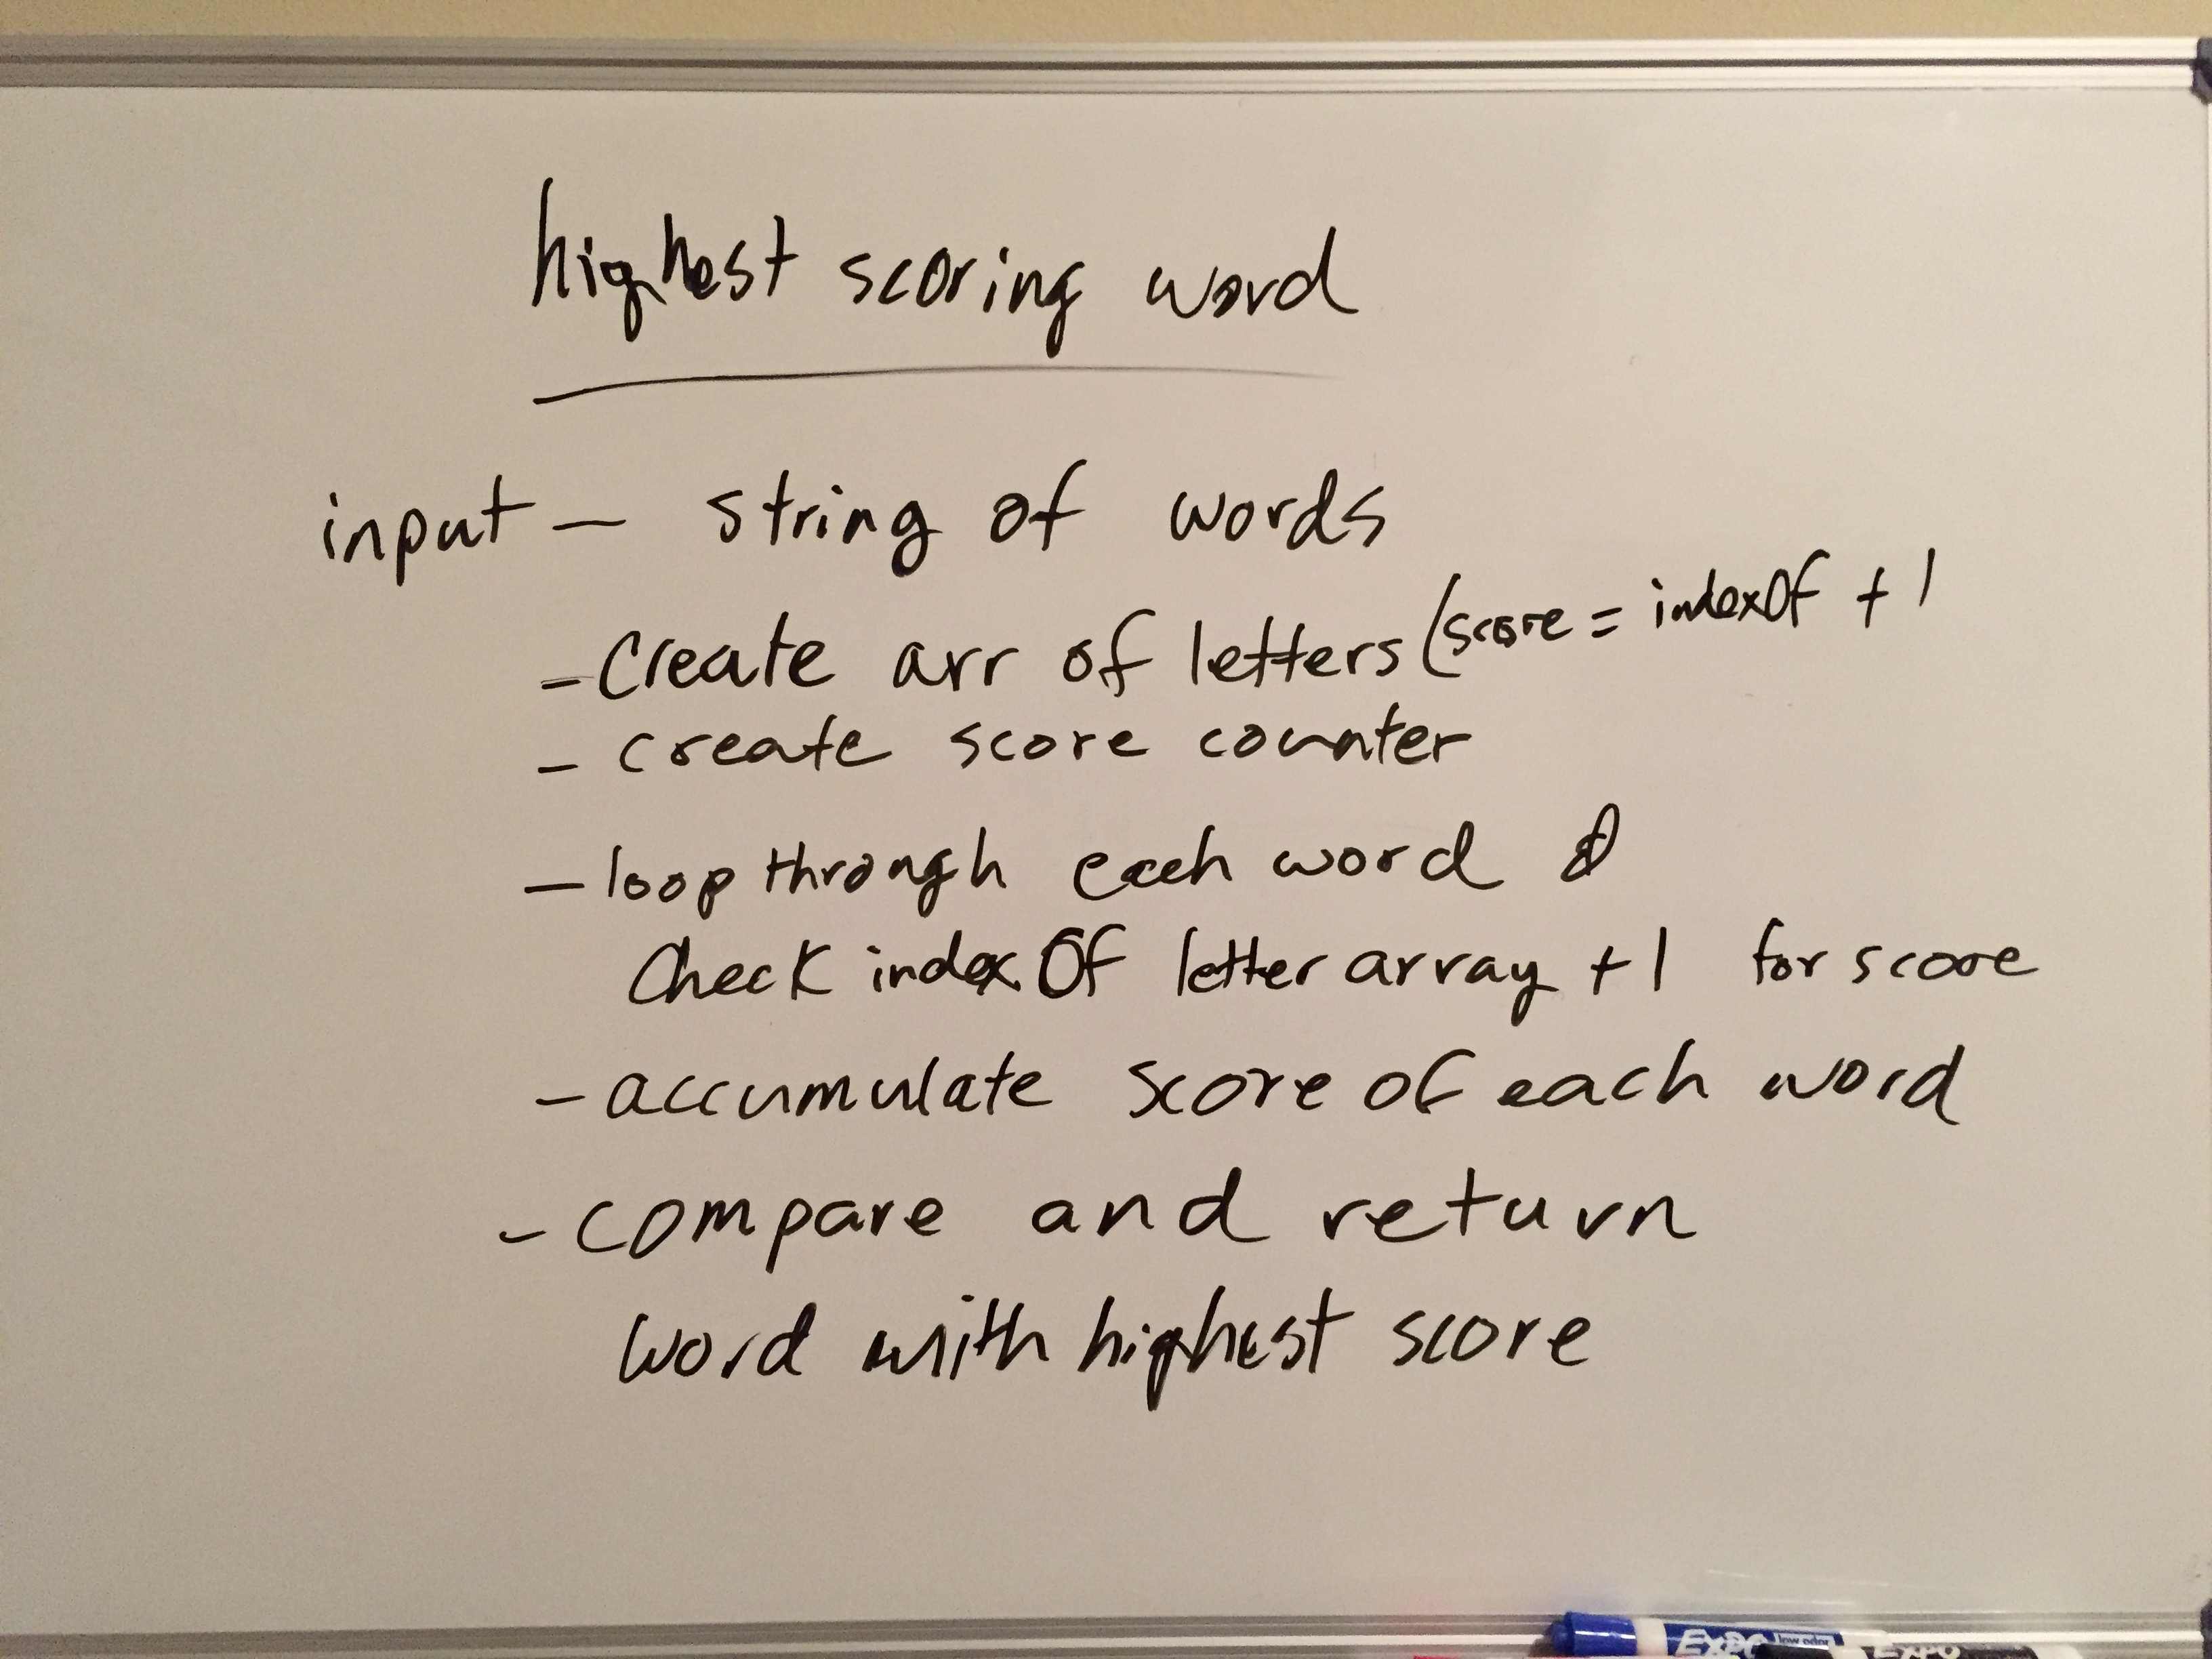 highest scoring word
input — string of words
- Create arr of letters (score = indexOf + 1
- create score counter
- loop through each word &
Check indexOf letter array +1 for score
- accumulate score of each word
- compare and return
word with highest score
EXPO low odor EXPO